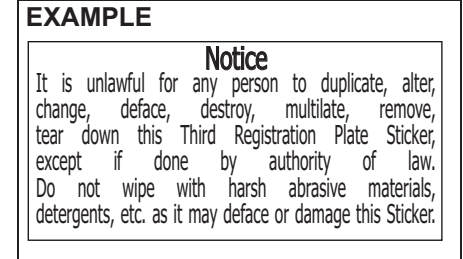 EXAMPLE
Notice
It is unlawful for any person to duplicate, alter,
change, deface, destroy, multilate, remove,
tear down this Third Registration Plate Sticker,
except if done by authority of law.
Do not wipe with harsh abrasive materials,
detergents, etc. as it may deface or damage this Sticker.